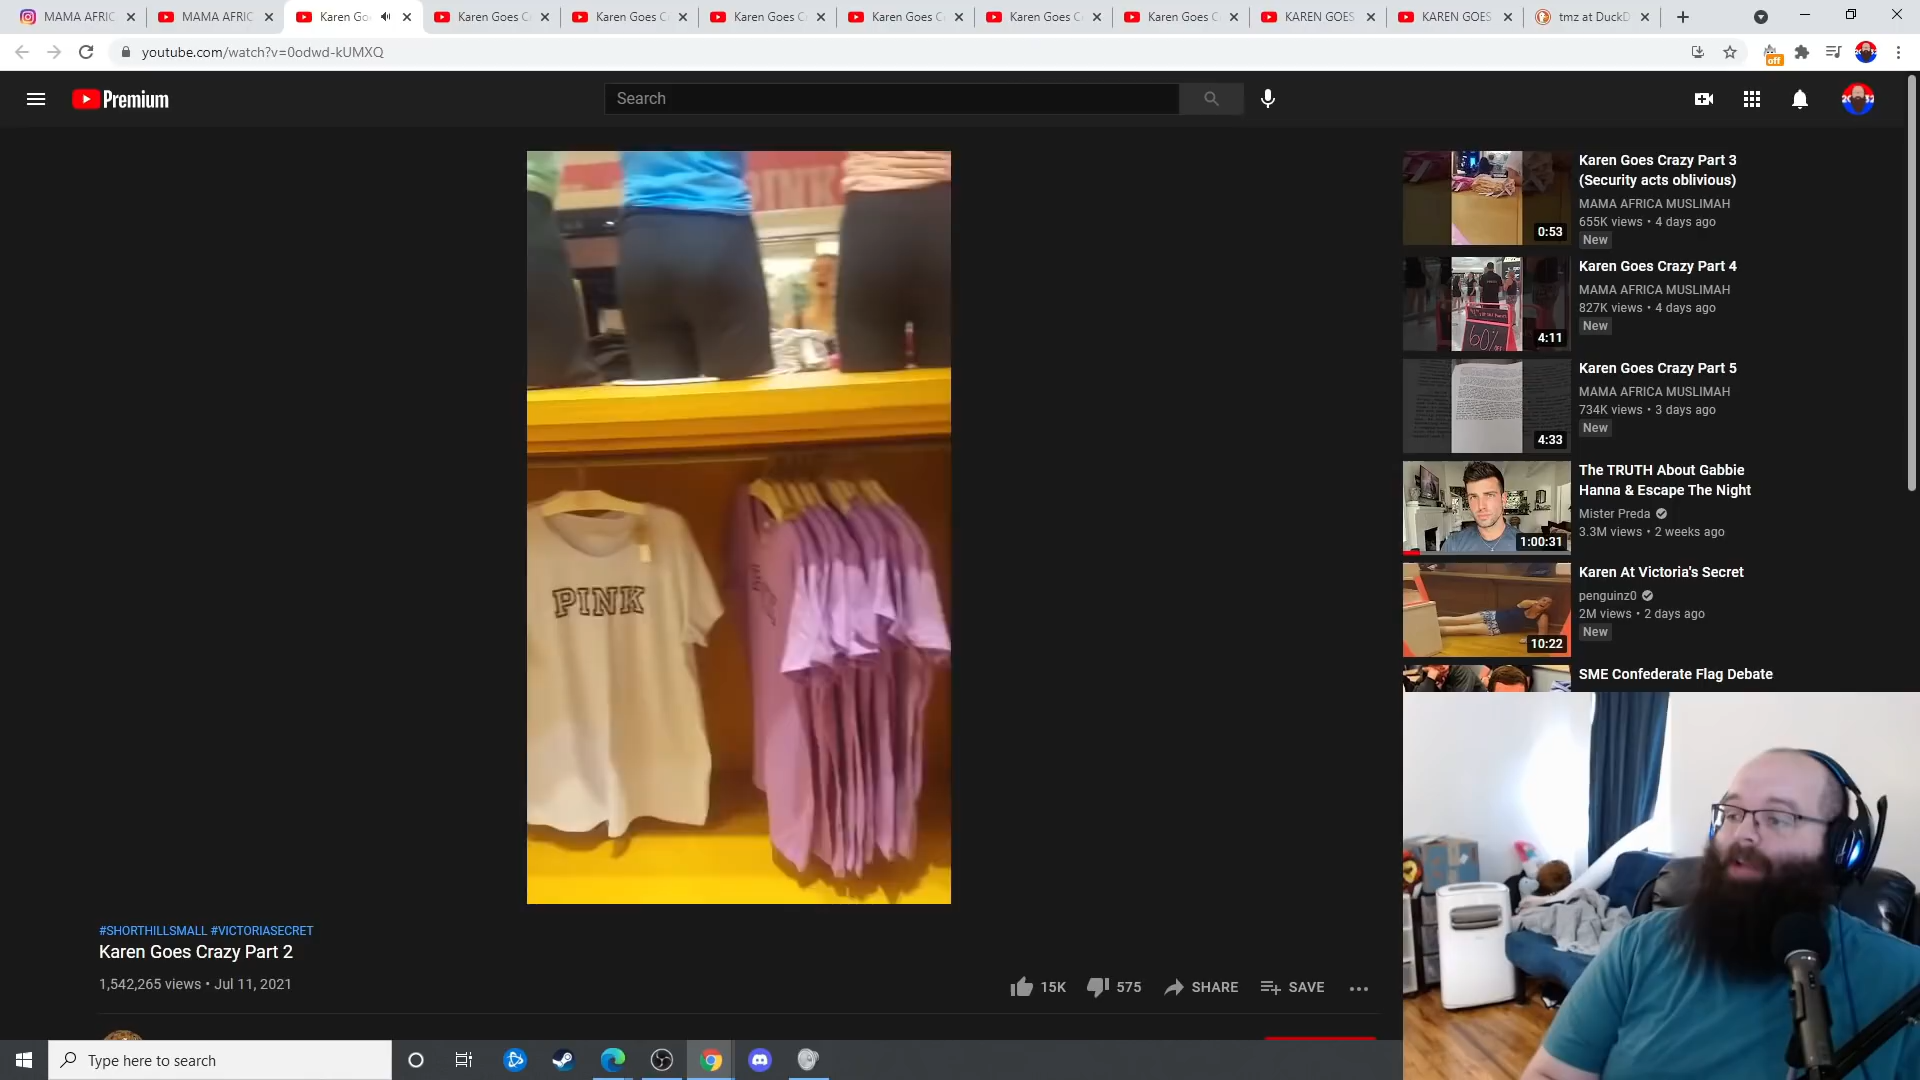 MAMA AFRIC
MAMA AFRIC
Karen Go
Karen Goes C
Karen Goes C
Karen Goes C
Karen Goes C
Karen Goes C
Karen Goes C
KAREN GOES
KAREN GOES
tmz at DuckD
youtube.com/watch?v=0odwd-kUMXQ
off
Premium
Search
PINK
PINK
#SHORTHILLSMALL #VICTORIASECRET
Karen Goes Crazy Part 2
1,542,265 views • Jul 11, 2021
15K
575
SHARE
SAVE
Karen Goes Crazy Part 3
(Security acts oblivious)
MAMA AFRICA MUSLIMAH
655K views • 4 days ago
New
0:53
Karen Goes Crazy Part 4
MAMA AFRICA MUSLIMAH
827K views • 4 days ago
New
60%
4:11
Karen Goes Crazy Part 5
MAMA AFRICA MUSLIMAH
734K views • 3 days ago
New
4:33
The TRUTH About Gabbie
Hanna & Escape The Night
Mister Preda
3.3M views • 2 weeks ago
1:00:31
Karen At Victoria's Secret
penguinz0
2M views • 2 days ago
New
10:22
SME Confederate Flag Debate
Type here to search